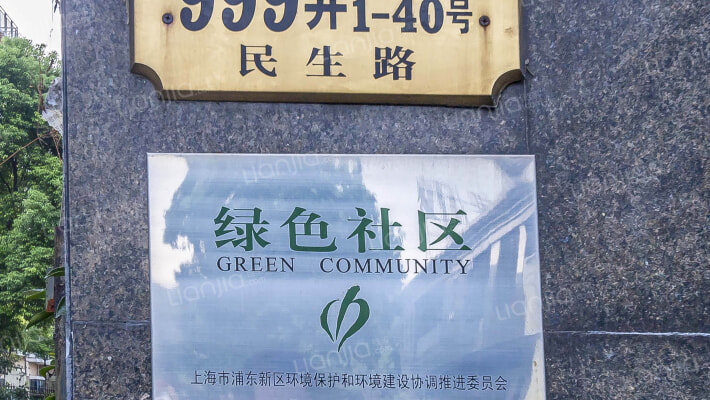 999弄1-40号
民生路
绿色社区
GREEN COMMUNITY
上海市浦东新区环境保护和环境建设协调推进委员会
Lianjia